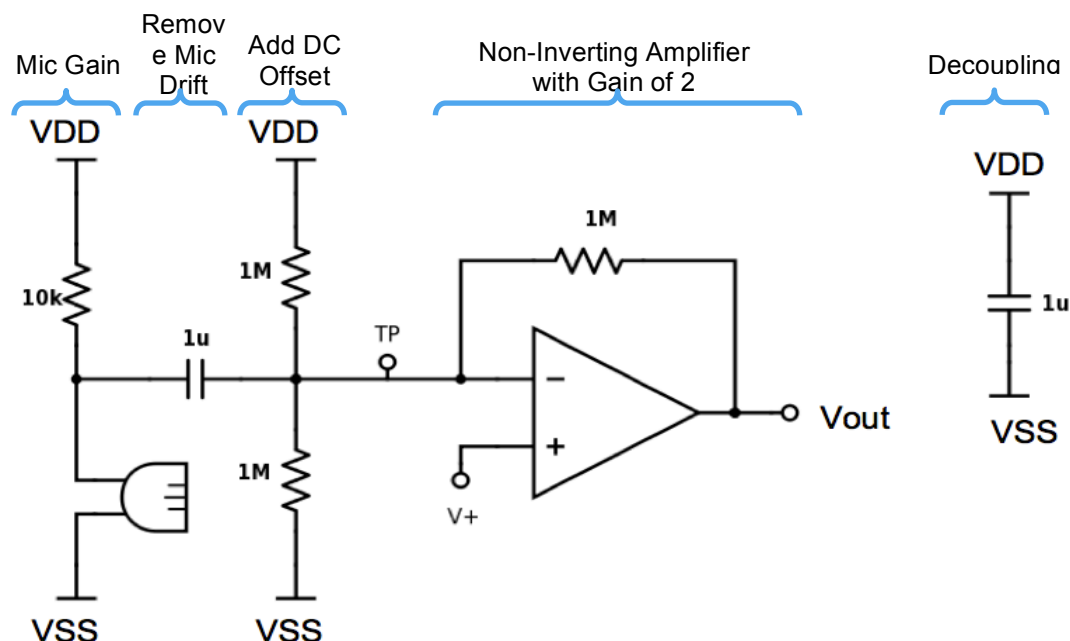 Mic Gain
Remov
e Mic
Drift
Add DC
Offset
Non-Inverting Amplifier
with Gain of 2
Decoupling
VDD
VDD
VDD
10k
1u
1M
1M
TP
1M
V+
Vout
1u
VSS
VSS
VSS